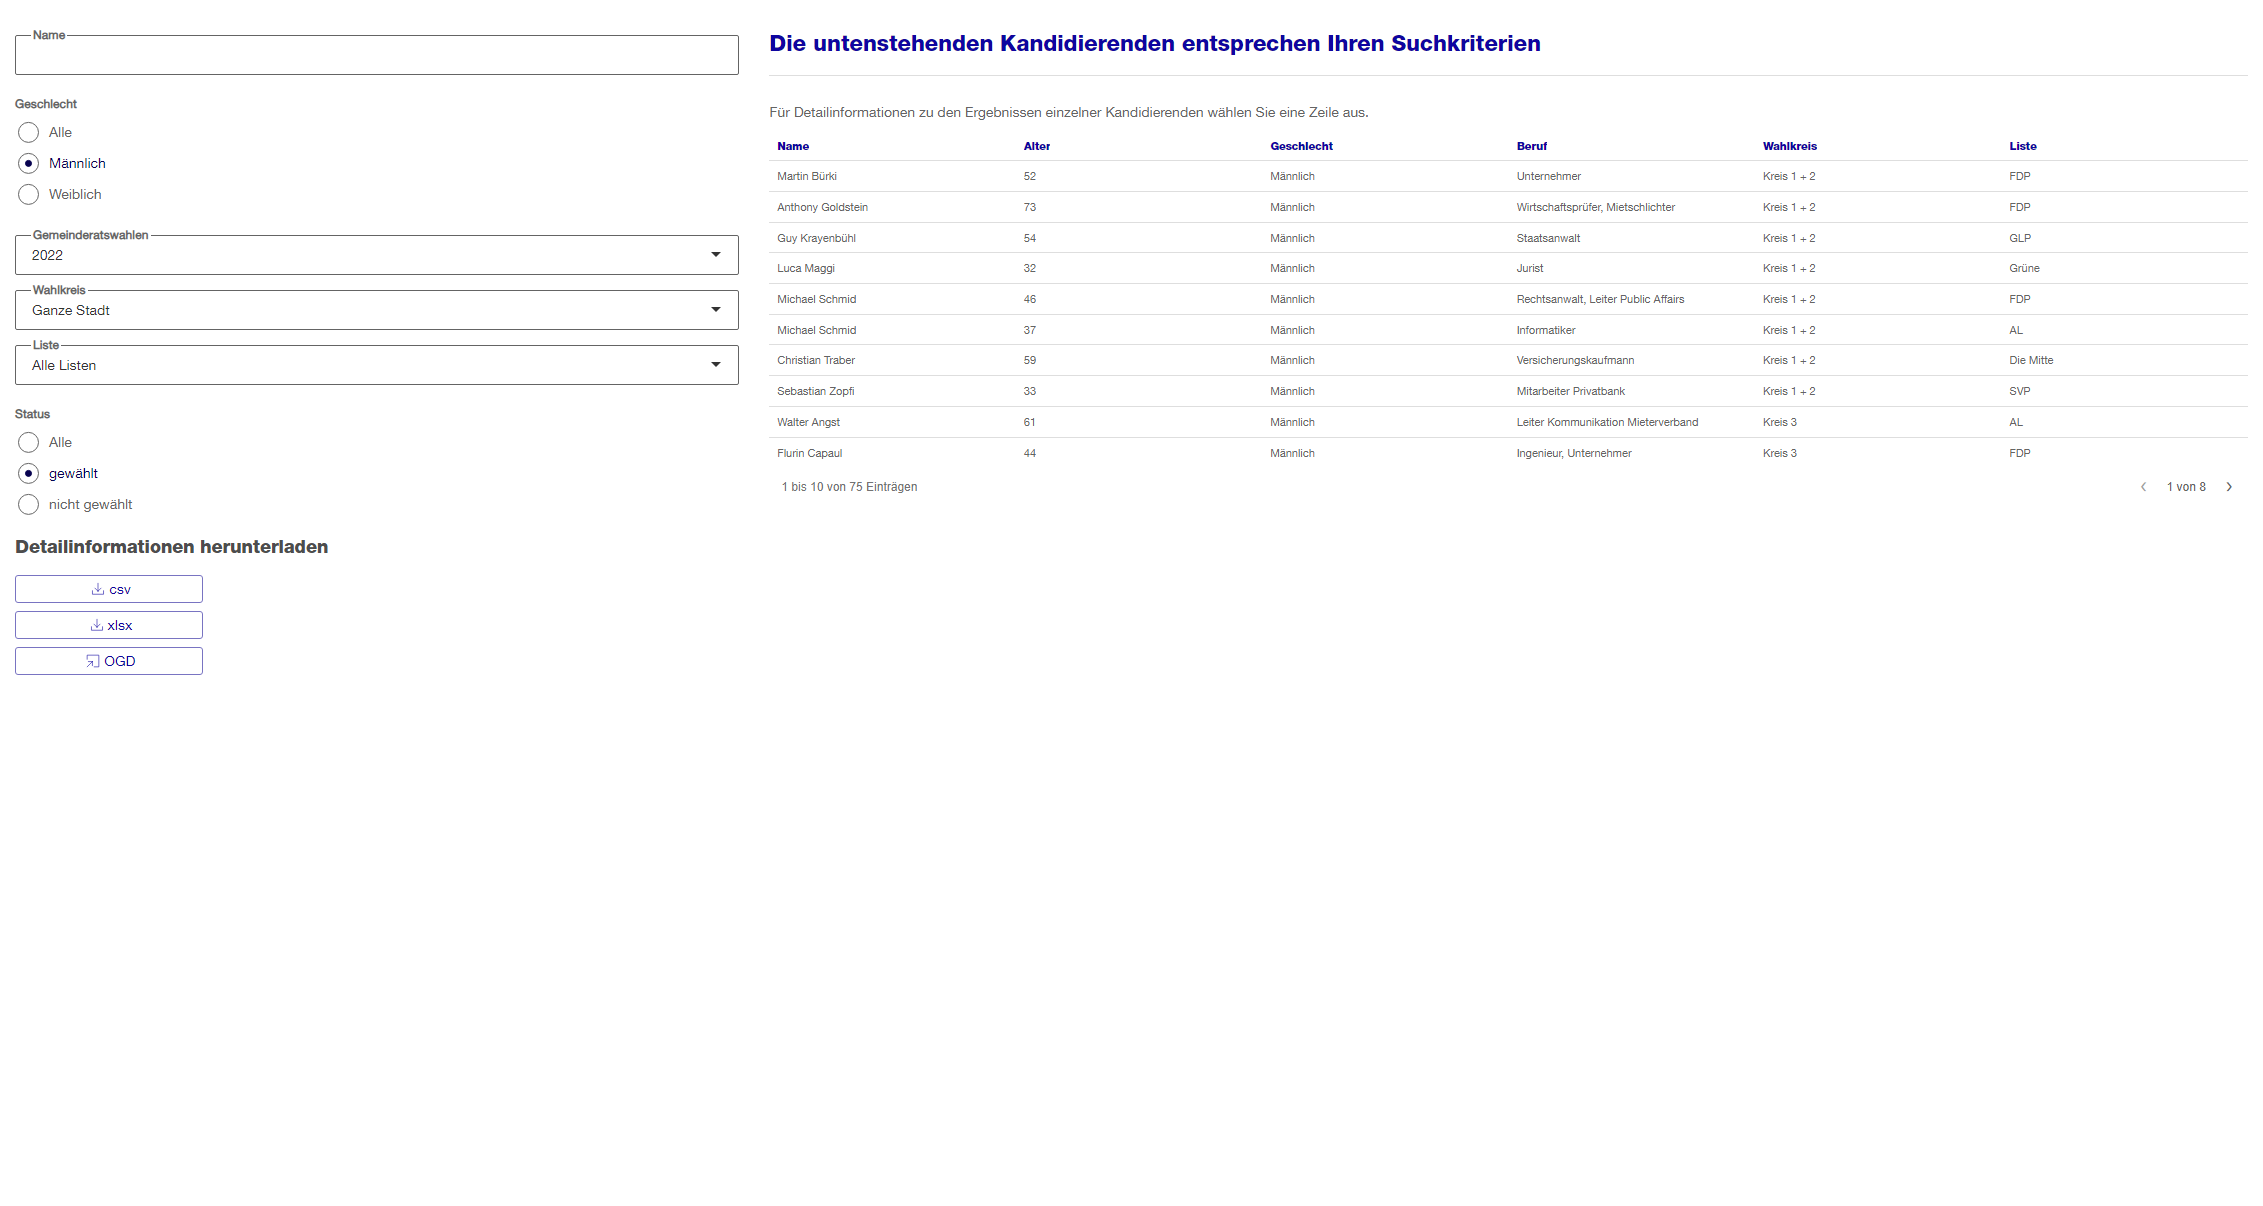 Name
Geschlecht
Alle
Männlich
Weiblich
Gemeinderatswahlen
2022
Wahlkreis
Ganze Stadt
Liste
Alle Listen
Status
Alle
gewählt
nicht gewählt
Detailinformationen herunterladen
csv
xlsx
OGD
Die untenstehenden Kandidierenden entsprechen Ihren Suchkriterien
Für Detailinformationen zu den Ergebnissen einzelner Kandidierenden wählen Sie eine Zeile aus.
Name Alter Geschlecht Beruf Wahlkreis Liste
Martin Bürki 52 Männlich Unternehmer Kreis 1 + 2 FDP
Anthony Goldstein 73 Männlich Wirtschaftsprüfer, Mietschlichter Kreis 1 + 2 FDP
Guy Krayenbühl 54 Männlich Staatsanwalt Kreis 1 + 2 GLP
Luca Maggi 32 Männlich Jurist Kreis 1 + 2 Grüne
Michael Schmid 46 Männlich Rechtsanwalt, Leiter Public Affairs Kreis 1 + 2 FDP
Michael Schmid 37 Männlich Informatiker Kreis 1 + 2 AL
Christian Traber 59 Männlich Versicherungskaufmann Kreis 1 + 2 Die Mitte
Sebastian Zopfi 33 Männlich Mitarbeiter Privatbank Kreis 1 + 2 SVP
Walter Angst 61 Männlich Leiter Kommunikation Mieterverband Kreis 3 AL
Flurin Capaul 44 Männlich Ingenieur, Unternehmer Kreis 3 FDP
1 bis 10 von 75 Einträgen 1 von 8